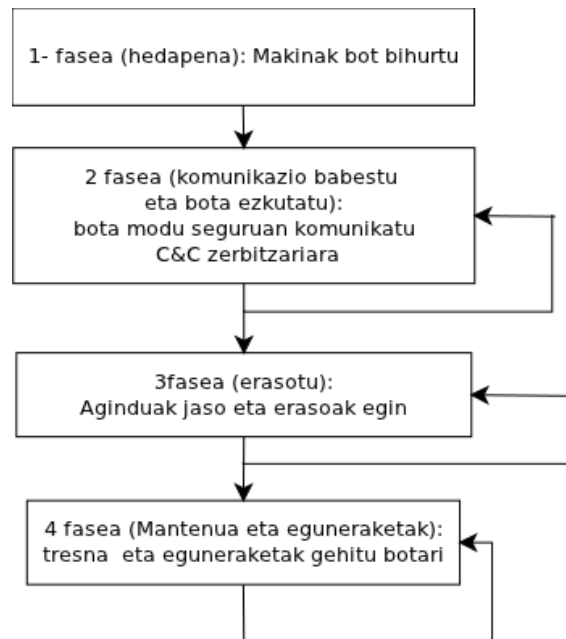 1- fasea (hedapena): Makinak bot bihurtu
2 fasea (komunikazio babestu
eta bota ezkutatu):
bota modu seguruan komunikatu
C&C zerbitzariara
3fasea (erasotu):
Aginduak jaso eta erasoak egin
4 fasea (Mantenua eta eguneraketak):
tresna eta eguneraketak gehitu botari